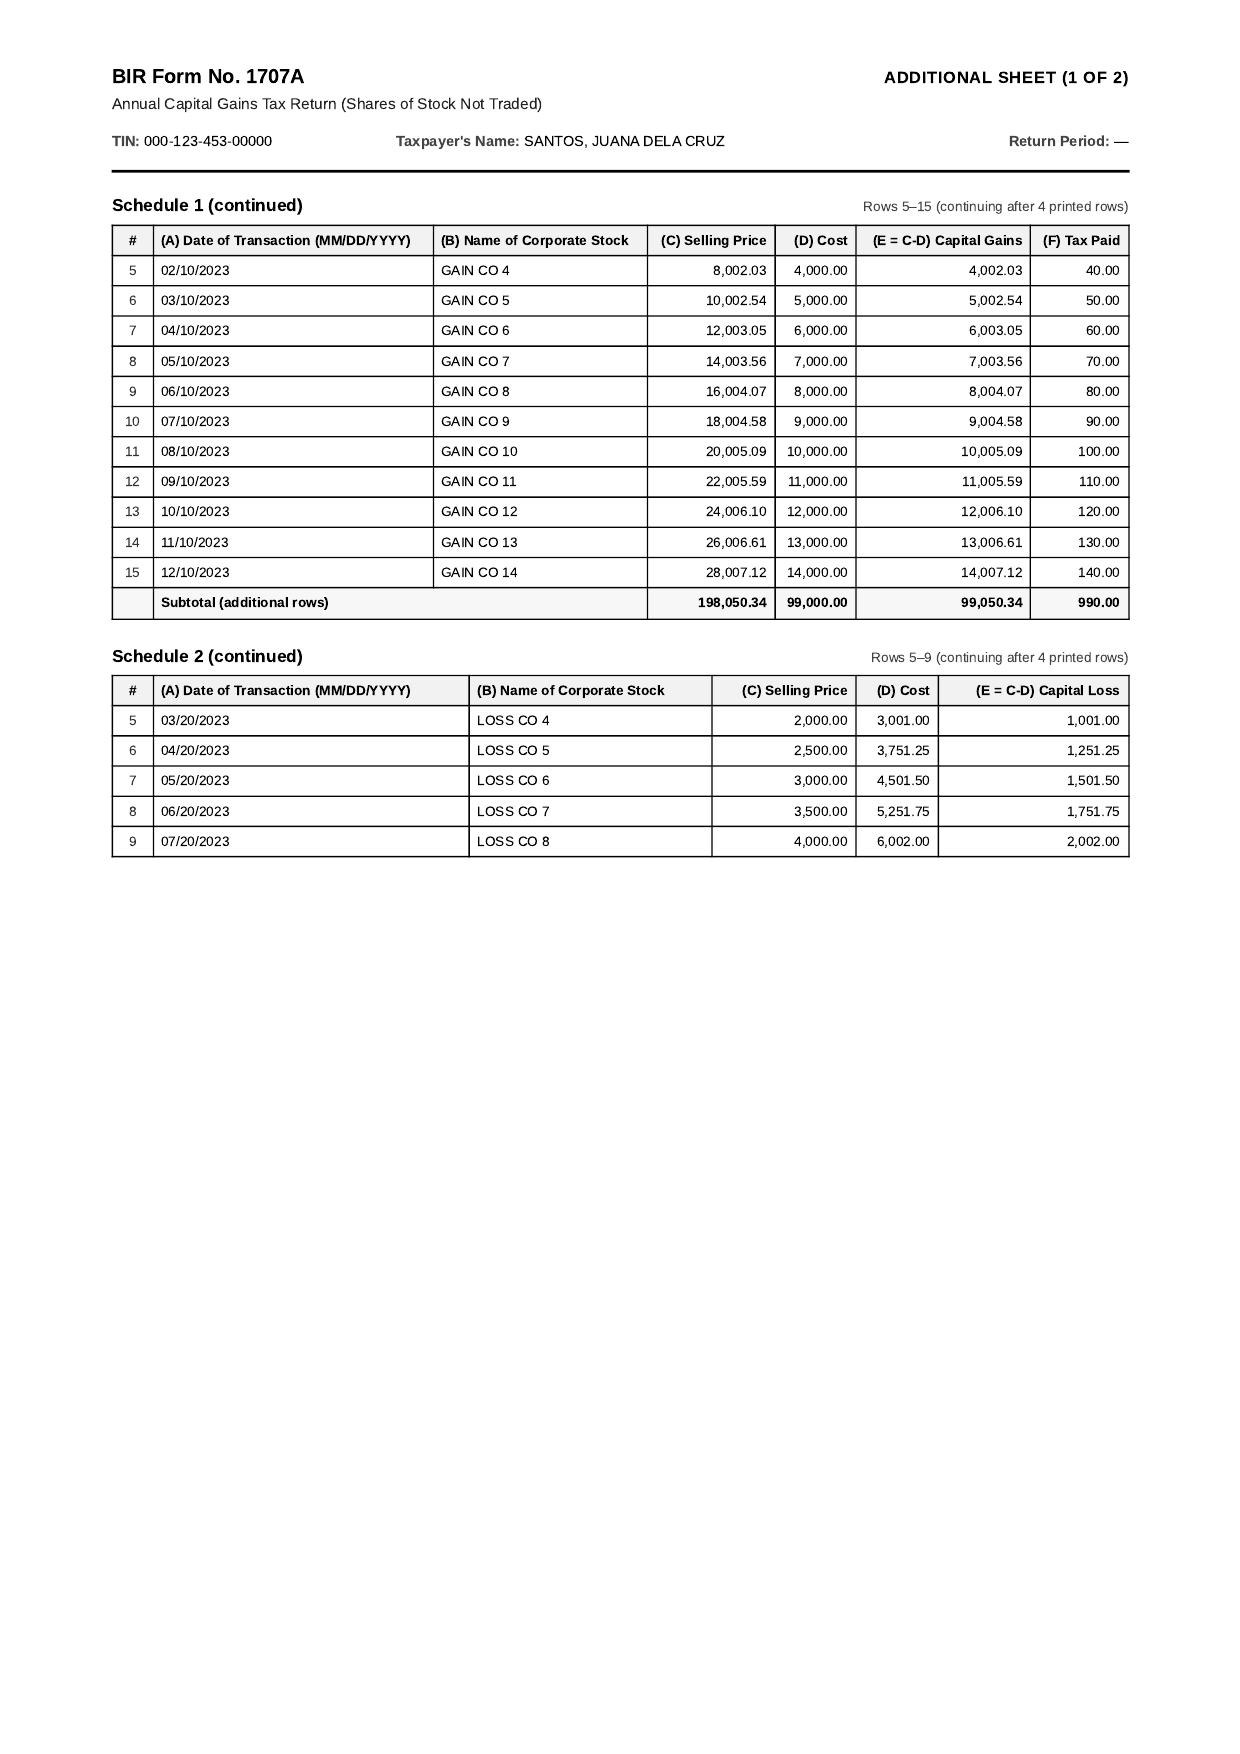 BIR Form No. 1707A
ADDITIONAL SHEET (1 OF 2)
Annual Capital Gains Tax Return (Shares of Stock Not Traded)
TIN: 000-123-453-00000 Taxpayer's Name: SANTOS, JUANA DELA CRUZ Return Period: —
Schedule 1 (continued) Rows 5–15 (continuing after 4 printed rows)
# (A) Date of Transaction (MM/DD/YYYY) (B) Name of Corporate Stock (C) Selling Price (D) Cost (E = C-D) Capital Gains (F) Tax Paid
5 02/10/2023 GAIN CO 4 8,002.03 4,000.00 4,002.03 40.00
6 03/10/2023 GAIN CO 5 10,002.54 5,000.00 5,002.54 50.00
7 04/10/2023 GAIN CO 6 12,003.05 6,000.00 6,003.05 60.00
8 05/10/2023 GAIN CO 7 14,003.56 7,000.00 7,003.56 70.00
9 06/10/2023 GAIN CO 8 16,004.07 8,000.00 8,004.07 80.00
10 07/10/2023 GAIN CO 9 18,004.58 9,000.00 9,004.58 90.00
11 08/10/2023 GAIN CO 10 20,005.09 10,000.00 10,005.09 100.00
12 09/10/2023 GAIN CO 11 22,005.59 11,000.00 11,005.59 110.00
13 10/10/2023 GAIN CO 12 24,006.10 12,000.00 12,006.10 120.00
14 11/10/2023 GAIN CO 13 26,006.61 13,000.00 13,006.61 130.00
15 12/10/2023 GAIN CO 14 28,007.12 14,000.00 14,007.12 140.00
Subtotal (additional rows) 198,050.34 99,000.00 99,050.34 990.00
Schedule 2 (continued) Rows 5–9 (continuing after 4 printed rows)
# (A) Date of Transaction (MM/DD/YYYY) (B) Name of Corporate Stock (C) Selling Price (D) Cost (E = C-D) Capital Loss
5 03/20/2023 LOSS CO 4 2,000.00 3,001.00 1,001.00
6 04/20/2023 LOSS CO 5 2,500.00 3,751.25 1,251.25
7 05/20/2023 LOSS CO 6 3,000.00 4,501.50 1,501.50
8 06/20/2023 LOSS CO 7 3,500.00 5,251.75 1,751.75
9 07/20/2023 LOSS CO 8 4,000.00 6,002.00 2,002.00